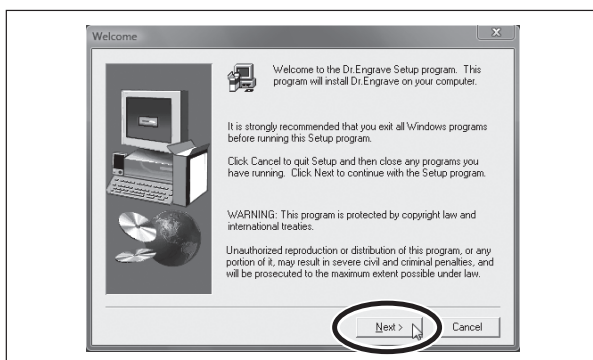 Welcome
Welcome to the Dr.Engrave Setup program. This
program will install Dr.Engrave on your computer.
It is strongly recommended that you exit all Windows programs
before running this Setup program.
Click Cancel to quit Setup and then close any programs you
have running. Click Next to continue with the Setup program.
WARNING: This program is protected by copyright law and
international treaties.
Unauthorized reproduction or distribution of this program, or any
portion of it, may result in severe civil and criminal penalties, and
will be prosecuted to the maximum extent possible under law.
Next > Cancel